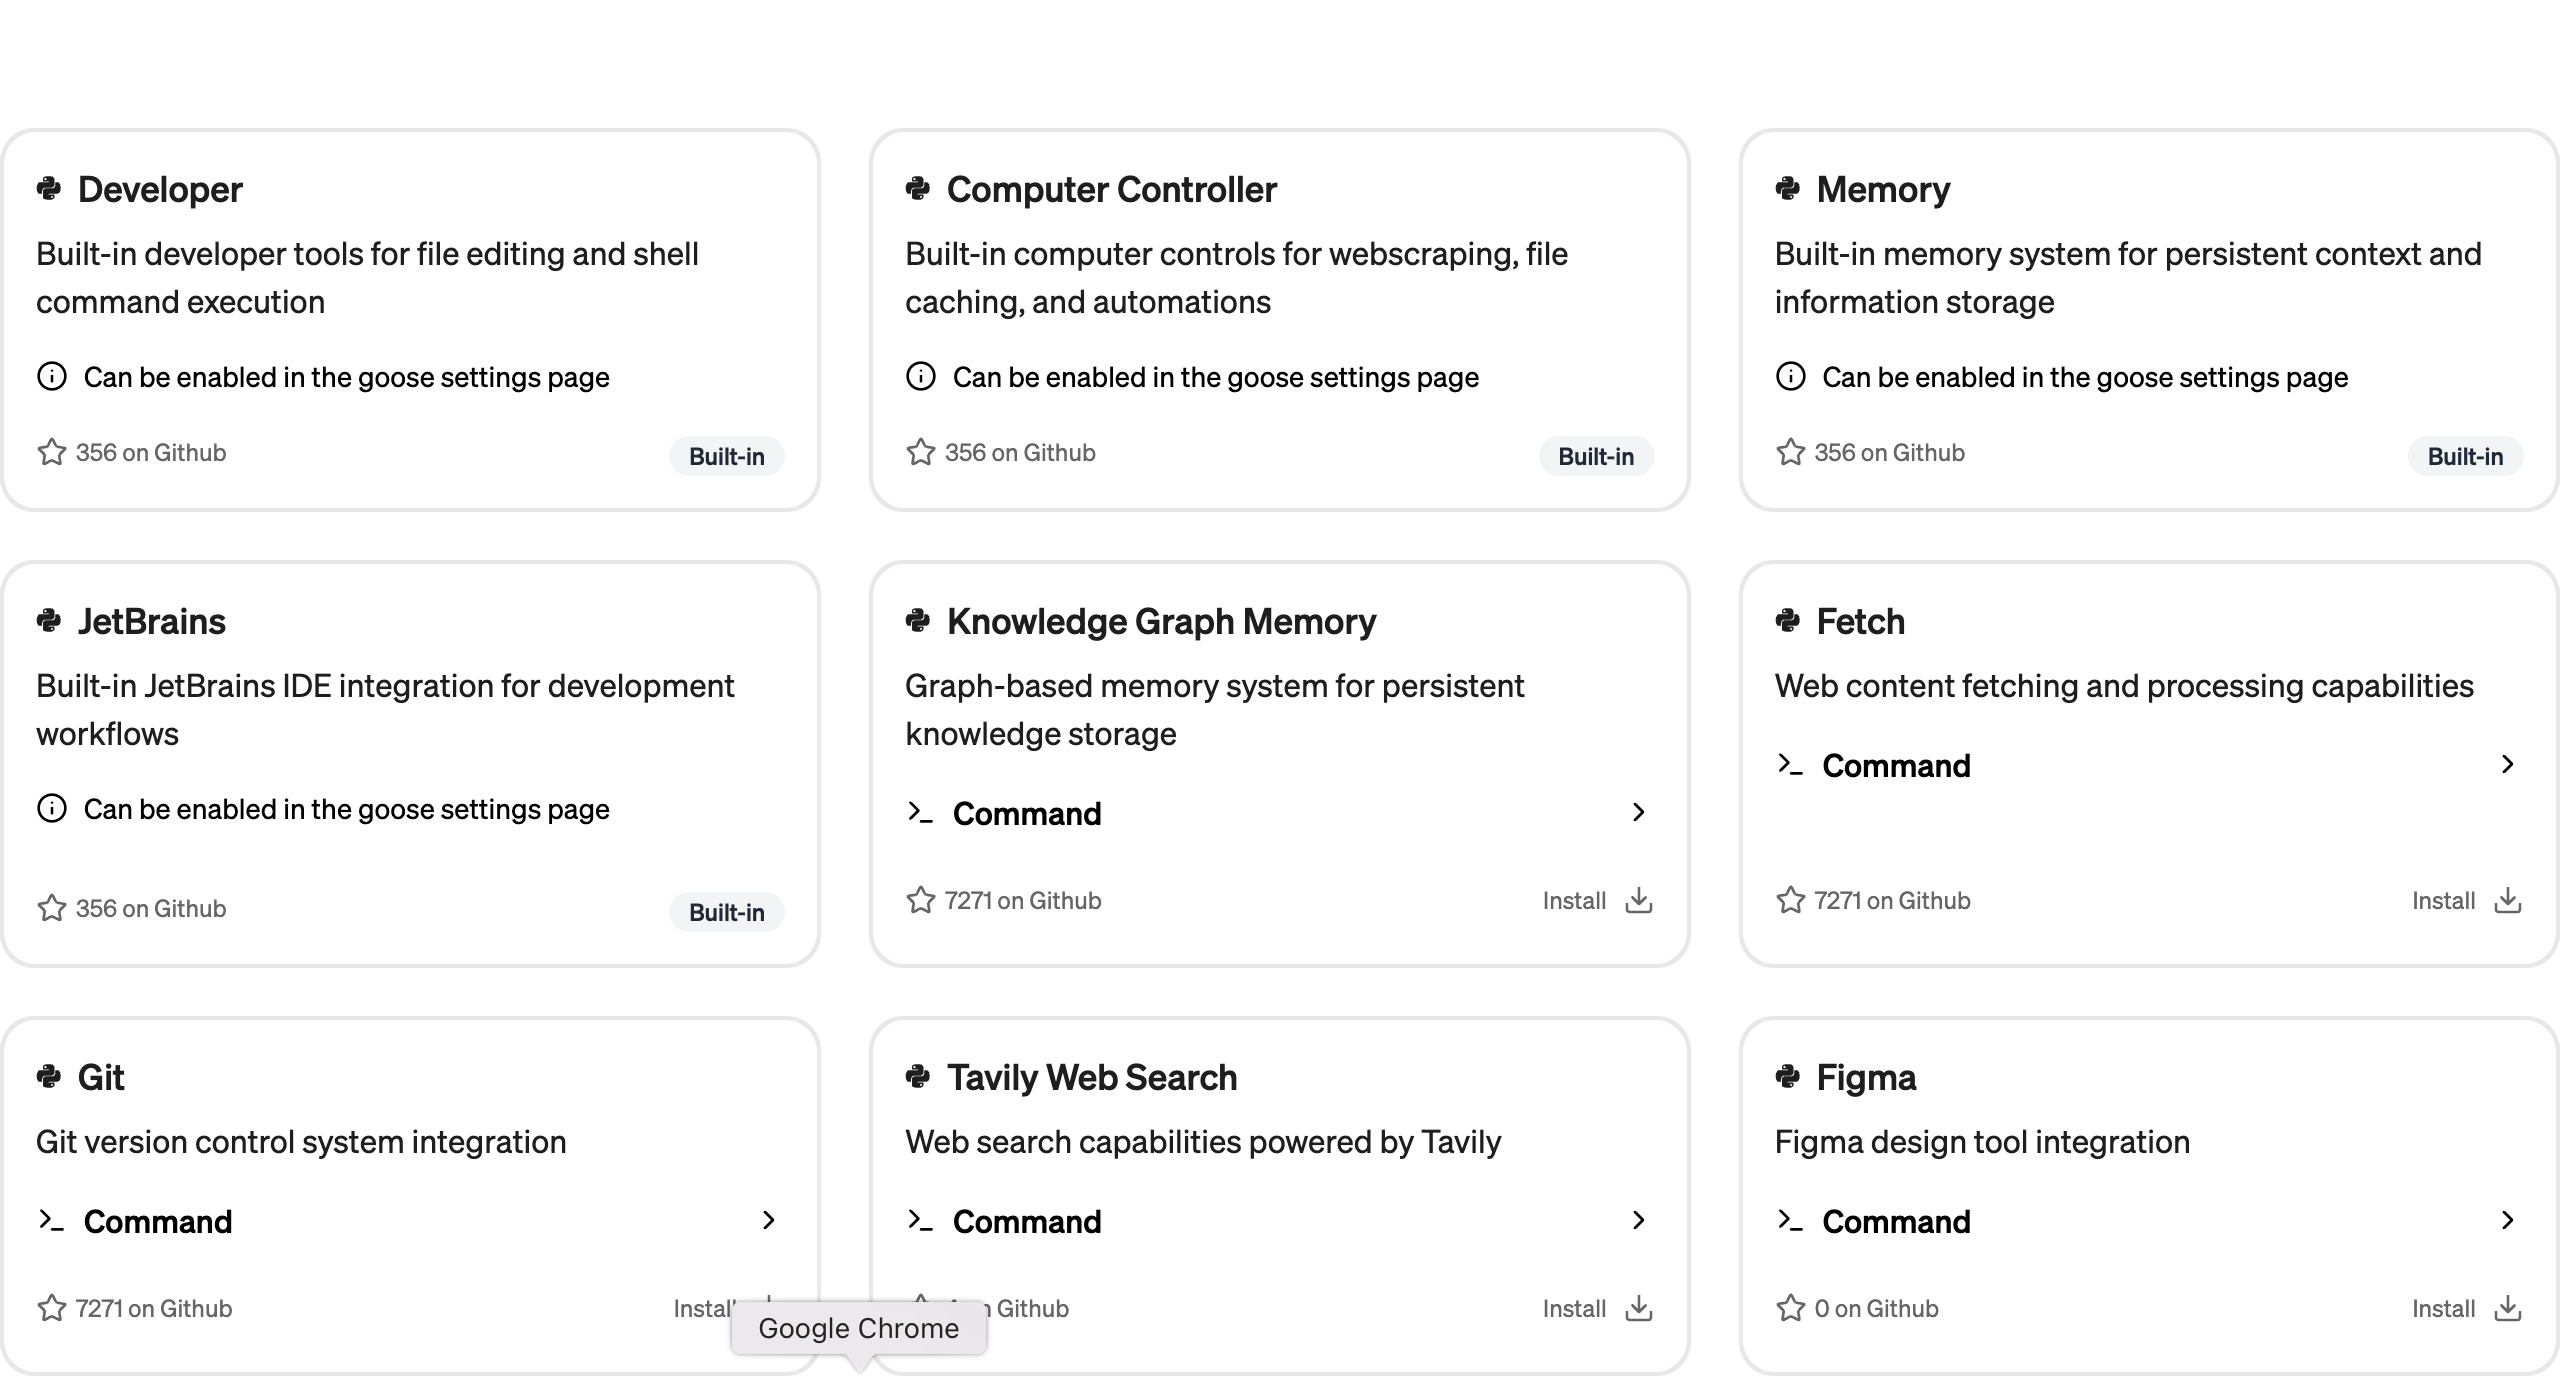 Developer
Built-in developer tools for file editing and shell
command execution
Can be enabled in the goose settings page
356 on Github
Built-in
Computer Controller
Built-in computer controls for webscraping, file
caching, and automations
Can be enabled in the goose settings page
356 on Github
Built-in
Memory
Built-in memory system for persistent context and
information storage
Can be enabled in the goose settings page
356 on Github
Built-in
JetBrains
Built-in JetBrains IDE integration for development
workflows
Can be enabled in the goose settings page
356 on Github
Built-in
Knowledge Graph Memory
Graph-based memory system for persistent
knowledge storage
Command
7271 on Github
Install
Fetch
Web content fetching and processing capabilities
Command
7271 on Github
Install
Git
Git version control system integration
Command
7271 on Github
Install
Tavily Web Search
Web search capabilities powered by Tavily
Command
Github
Install
Figma
Figma design tool integration
Command
0 on Github
Install
Google Chrome